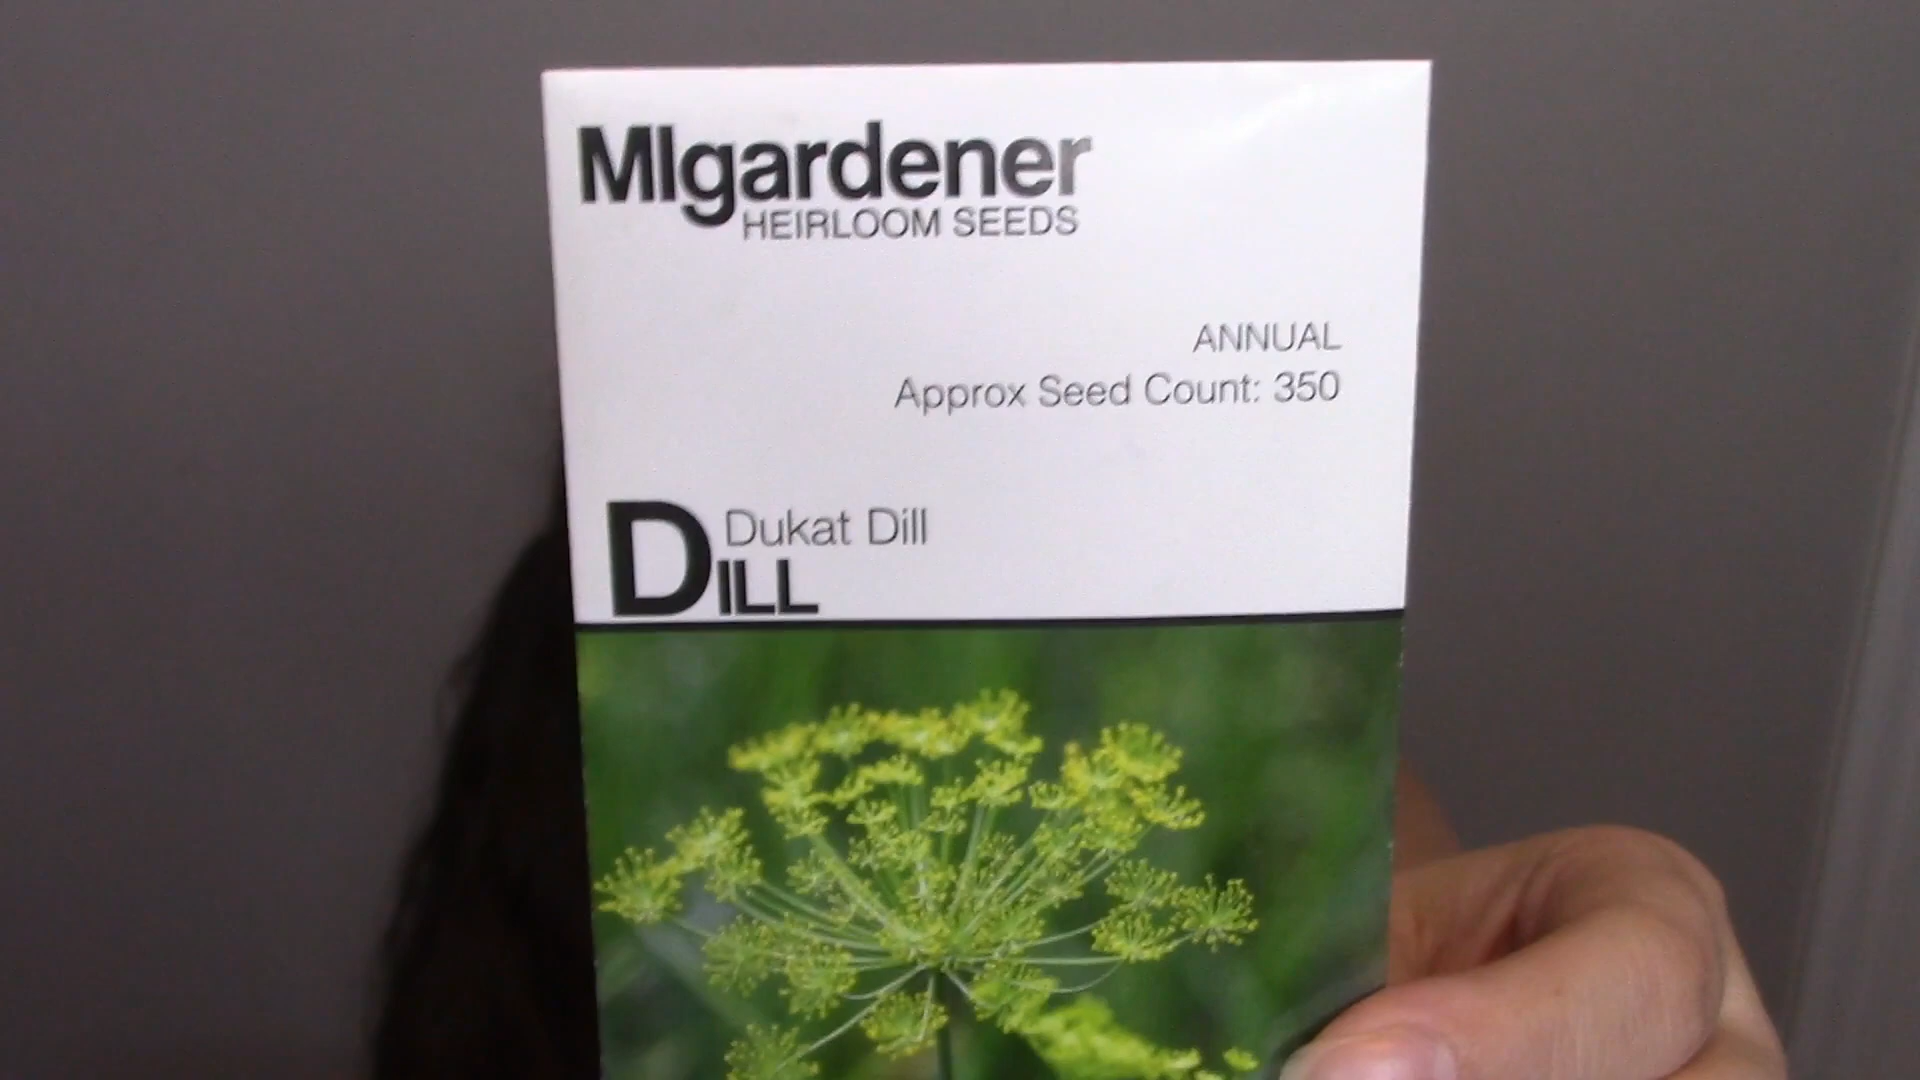 MIgardener
HEIRLOOM SEEDS
ANNUAL
Approx Seed Count: 350
Dukat Dill
DILL